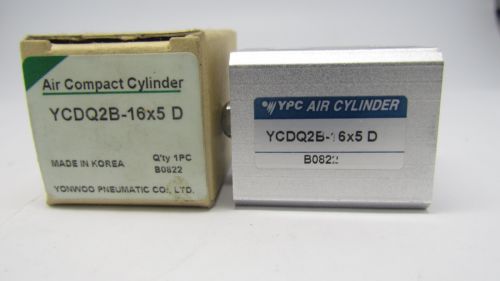 Air Compact Cylinder
YCDQ2B-16x5 D
MADE IN KOREA
Q'ty 1PC
B0822
YONWOO PNEUMATIC CO., LTD.
YPC AIR CYLINDER
YCDQ2B-16x5 D
B0822